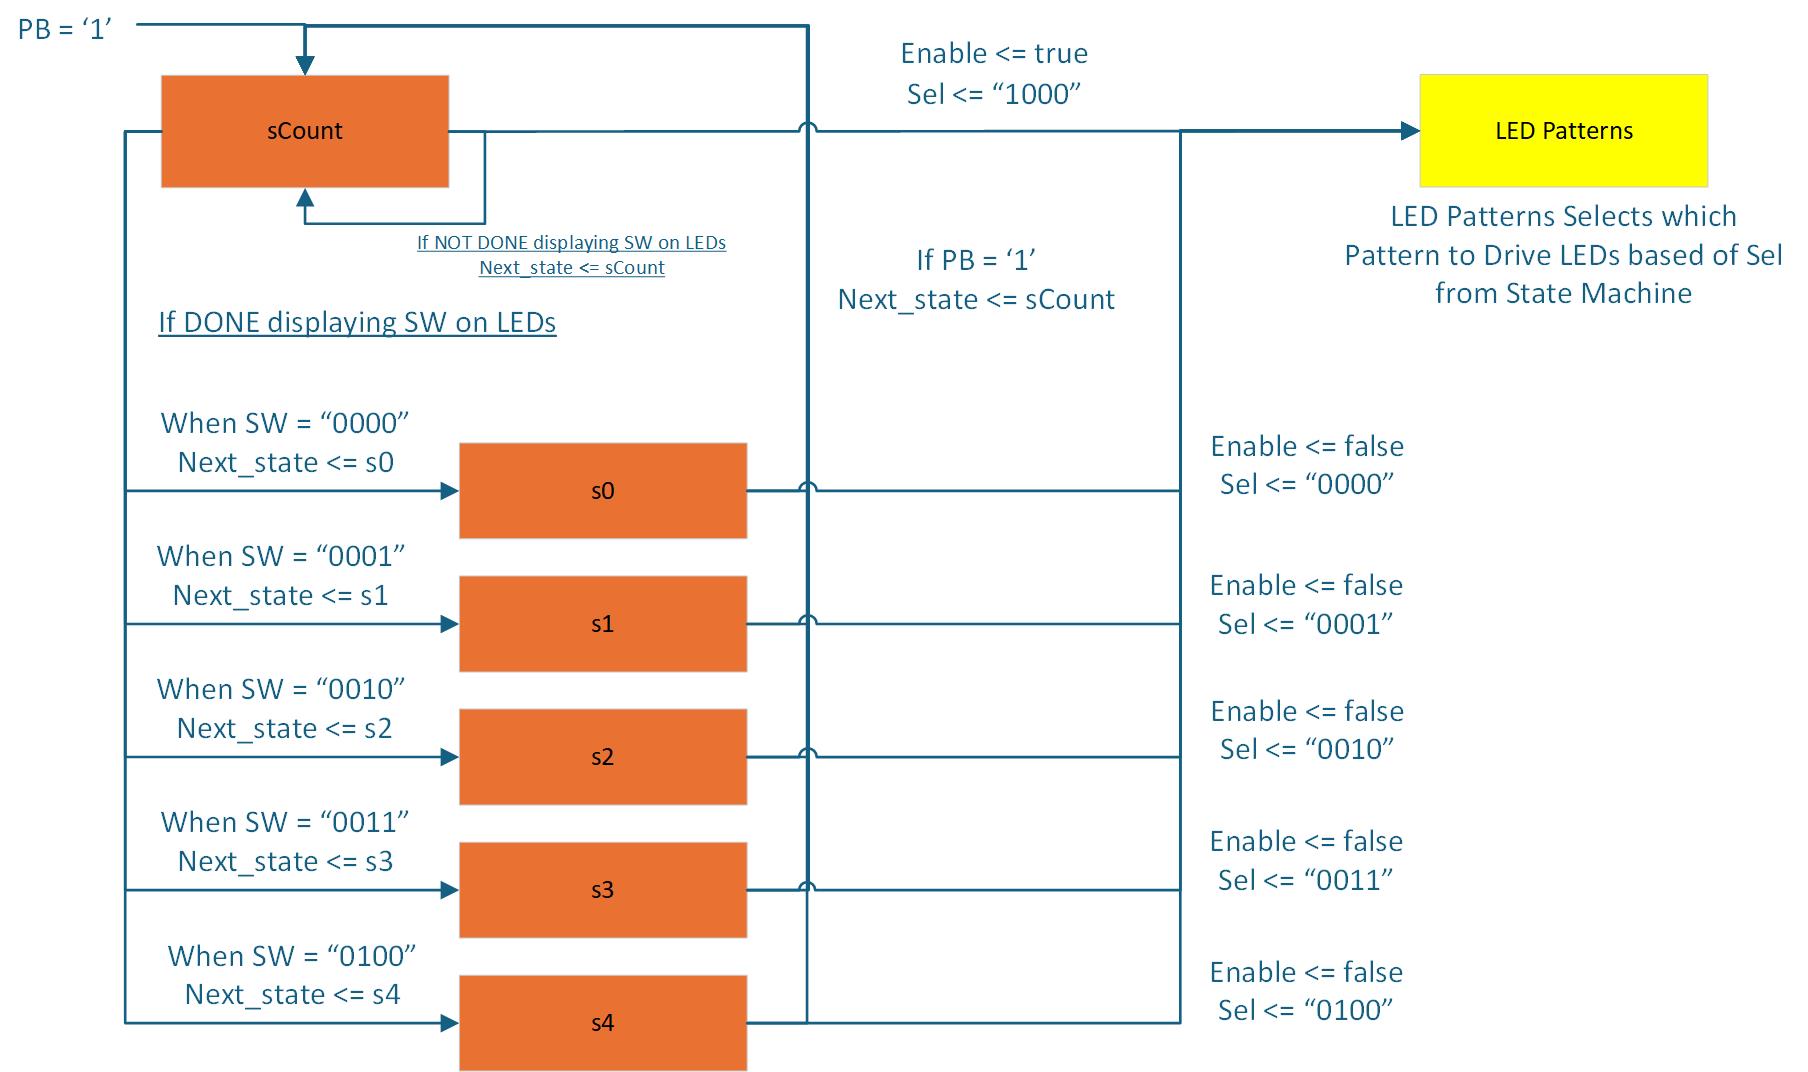 PB = ‘1’
Enable <= true
Sel <= “1000”
sCount
LED Patterns
LED Patterns Selects which
Pattern to Drive LEDs based of Sel
from State Machine
If NOT DONE displaying SW on LEDs
Next_state <= sCount
If PB = ‘1’
Next_state <= sCount
If DONE displaying SW on LEDs
When SW = “0000”
Next_state <= s0
s0
Enable <= false
Sel <= “0000”
When SW = “0001”
Next_state <= s1
s1
Enable <= false
Sel <= “0001”
When SW = “0010”
Next_state <= s2
s2
Enable <= false
Sel <= “0010”
When SW = “0011”
Next_state <= s3
s3
Enable <= false
Sel <= “0011”
When SW = “0100”
Next_state <= s4
s4
Enable <= false
Sel <= “0100”